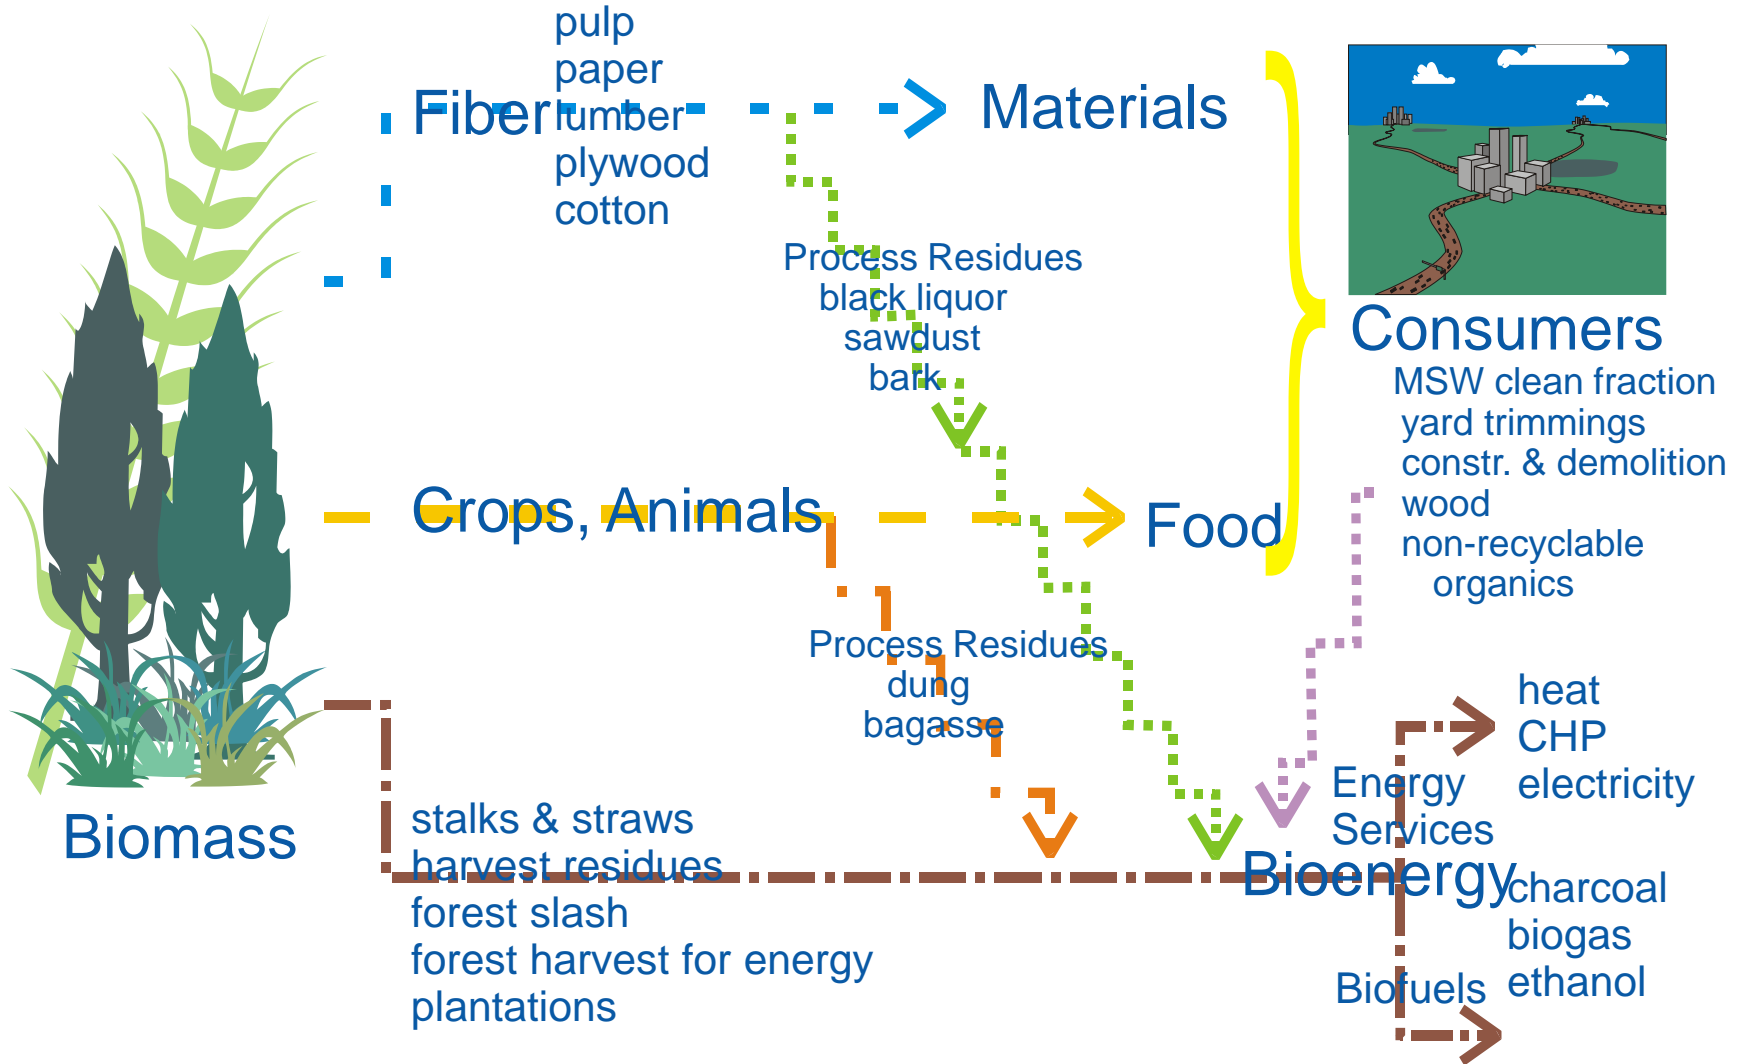 pulp
paper
Fiber
lumber
plywood
cotton
Materials
Process Residues
black liquor
sawdust
bark
Consumers
MSW clean fraction
yard trimmings
constr. & demolition
wood
non-recyclable
organics
Crops, Animals
Food
Process Residues
dung
bagasse
Biomass
stalks & straws
harvest residues
forest slash
forest harvest for energy
plantations
Energy
Services
Bioenergy
heat
CHP
electricity
charcoal
biogas
ethanol
Biofuels